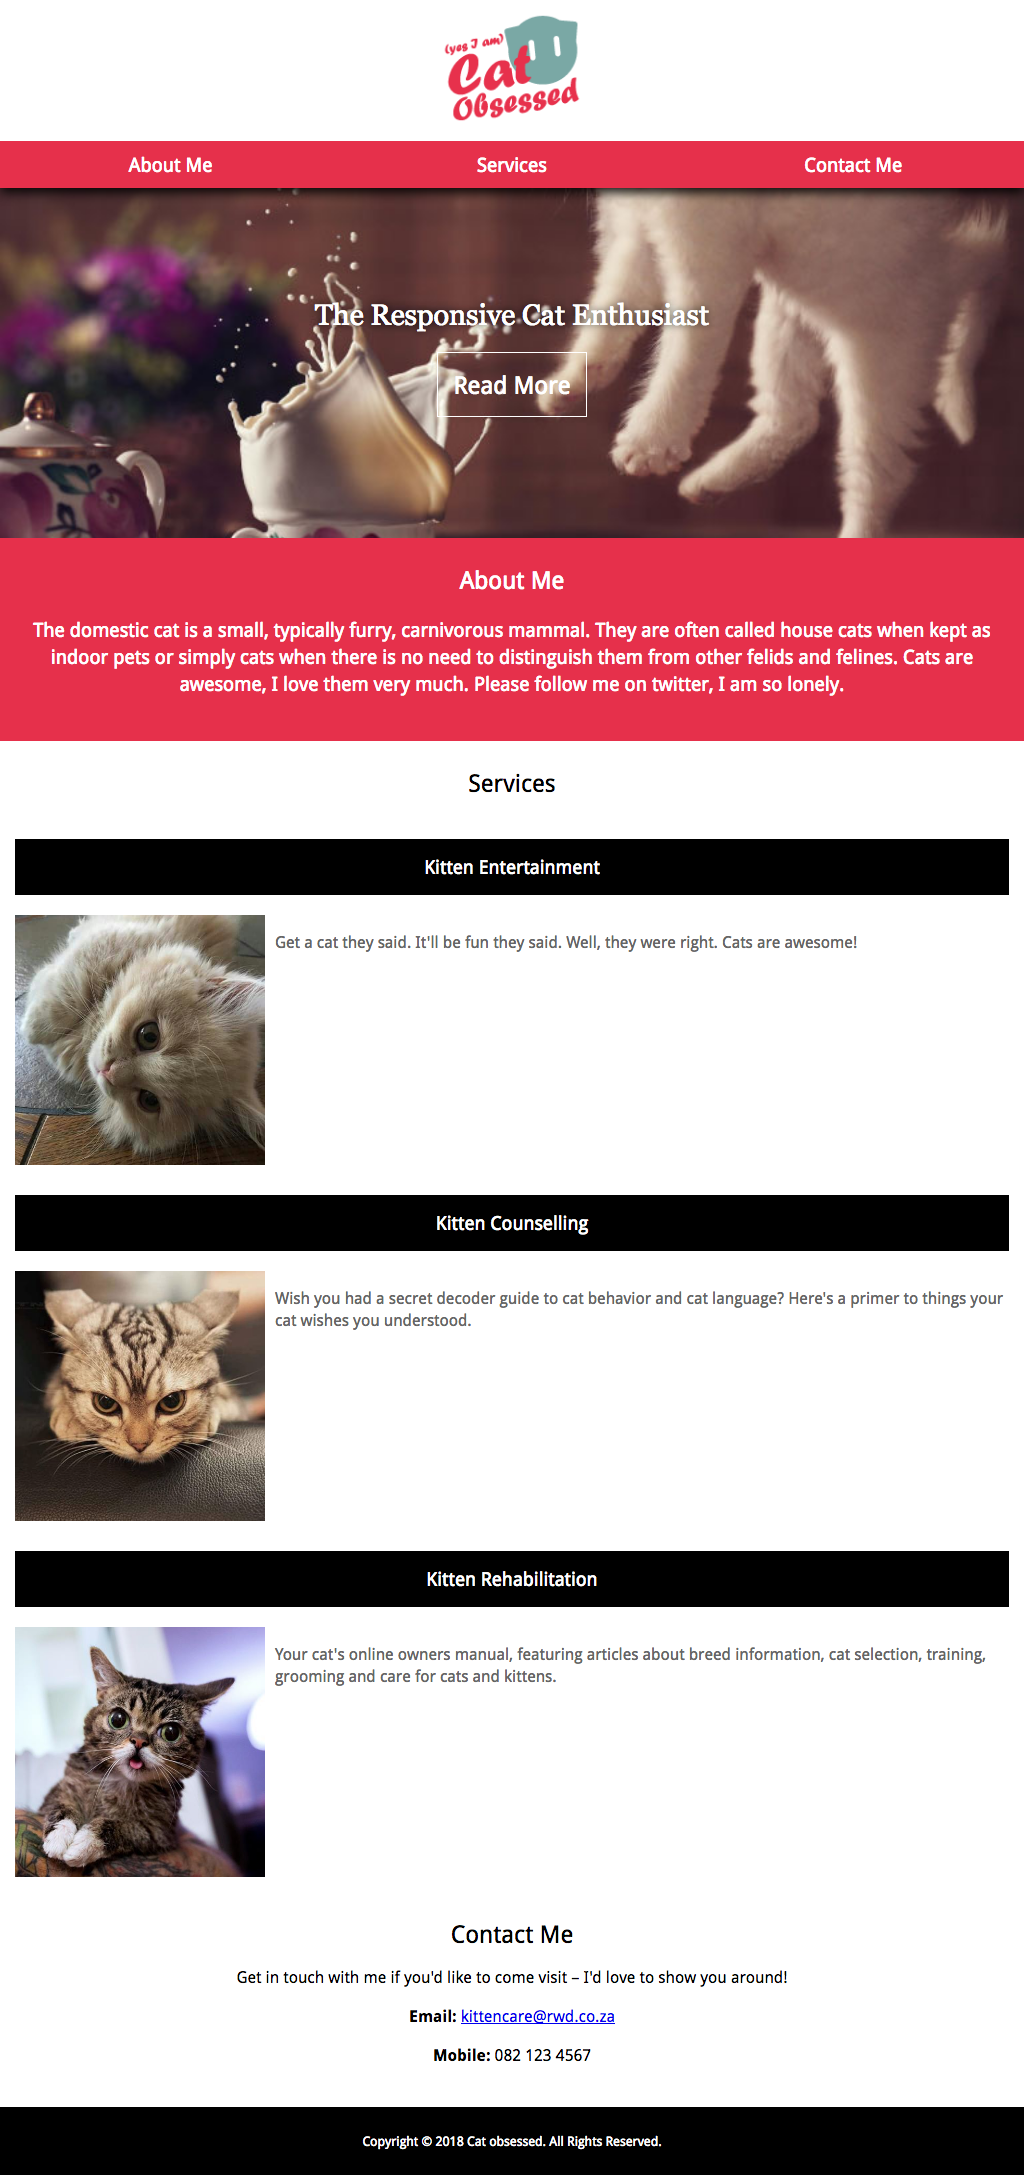 (yes I am)
Cat
Obsessed
About Me
Services
Contact Me
The Responsive Cat Enthusiast
Read More
About Me
The domestic cat is a small, typically furry, carnivorous mammal. They are often called house cats when kept as
indoor pets or simply cats when there is no need to distinguish them from other felids and felines. Cats are
awesome, I love them very much. Please follow me on twitter, I am so lonely.
Services
Kitten Entertainment
Get a cat they said. It'll be fun they said. Well, they were right. Cats are awesome!
Kitten Counselling
Wish you had a secret decoder guide to cat behavior and cat language? Here's a primer to things your
cat wishes you understood.
Kitten Rehabilitation
Your cat's online owners manual, featuring articles about breed information, cat selection, training,
grooming and care for cats and kittens.
Contact Me
Get in touch with me if you'd like to come visit – I'd love to show you around!
Email: kittencare@rwd.co.za
Mobile: 082 123 4567
Copyright © 2018 Cat obsessed. All Rights Reserved.